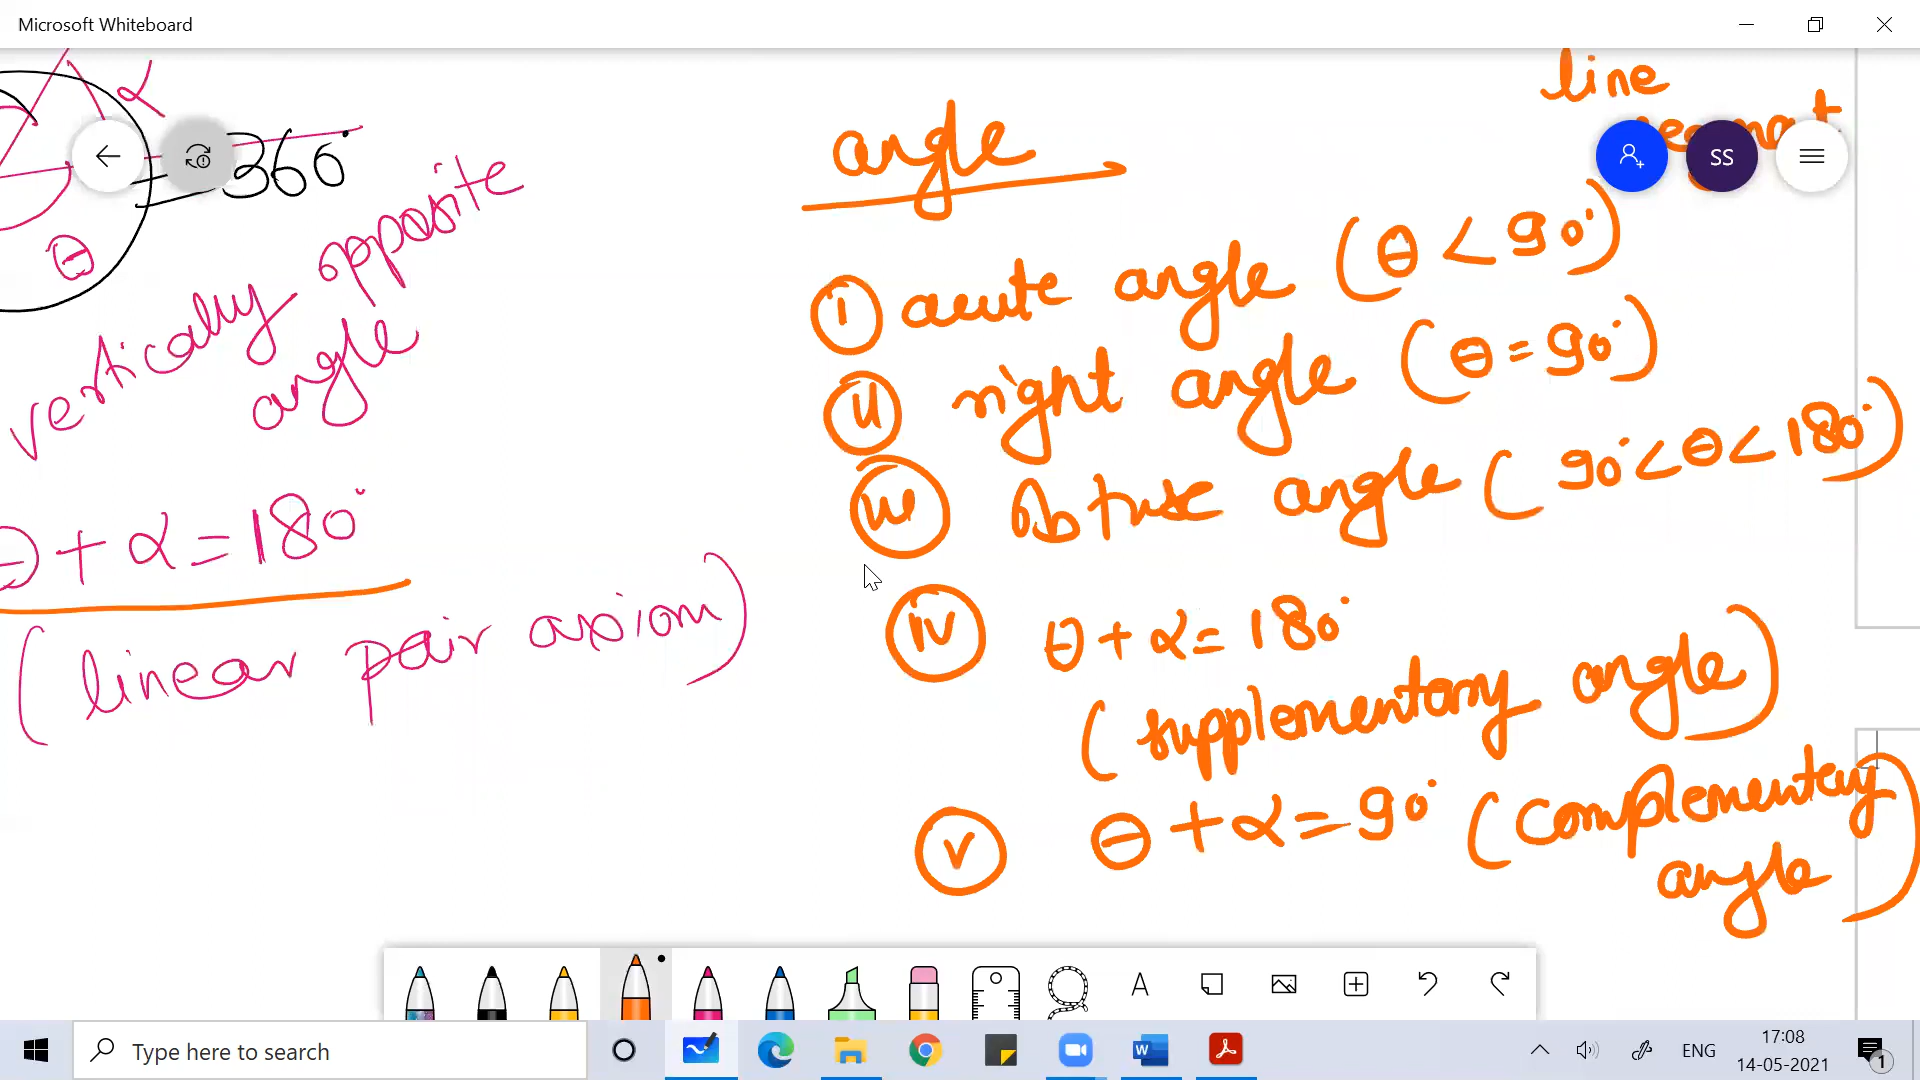 Microsoft Whiteboard
α
= 360°
θ
vertically opposite
angle
θ + α = 180°
(linear pair axiom)
line
angle
SS
i acute angle (θ < 90°)
ii right angle (θ = 90°)
iii obtuse angle (90° < θ < 180°)
iv θ + α = 180°
(supplementary angle)
v θ + α = 90° (complementary
angle)
Type here to search
ENG
17:08
14-05-2021
1